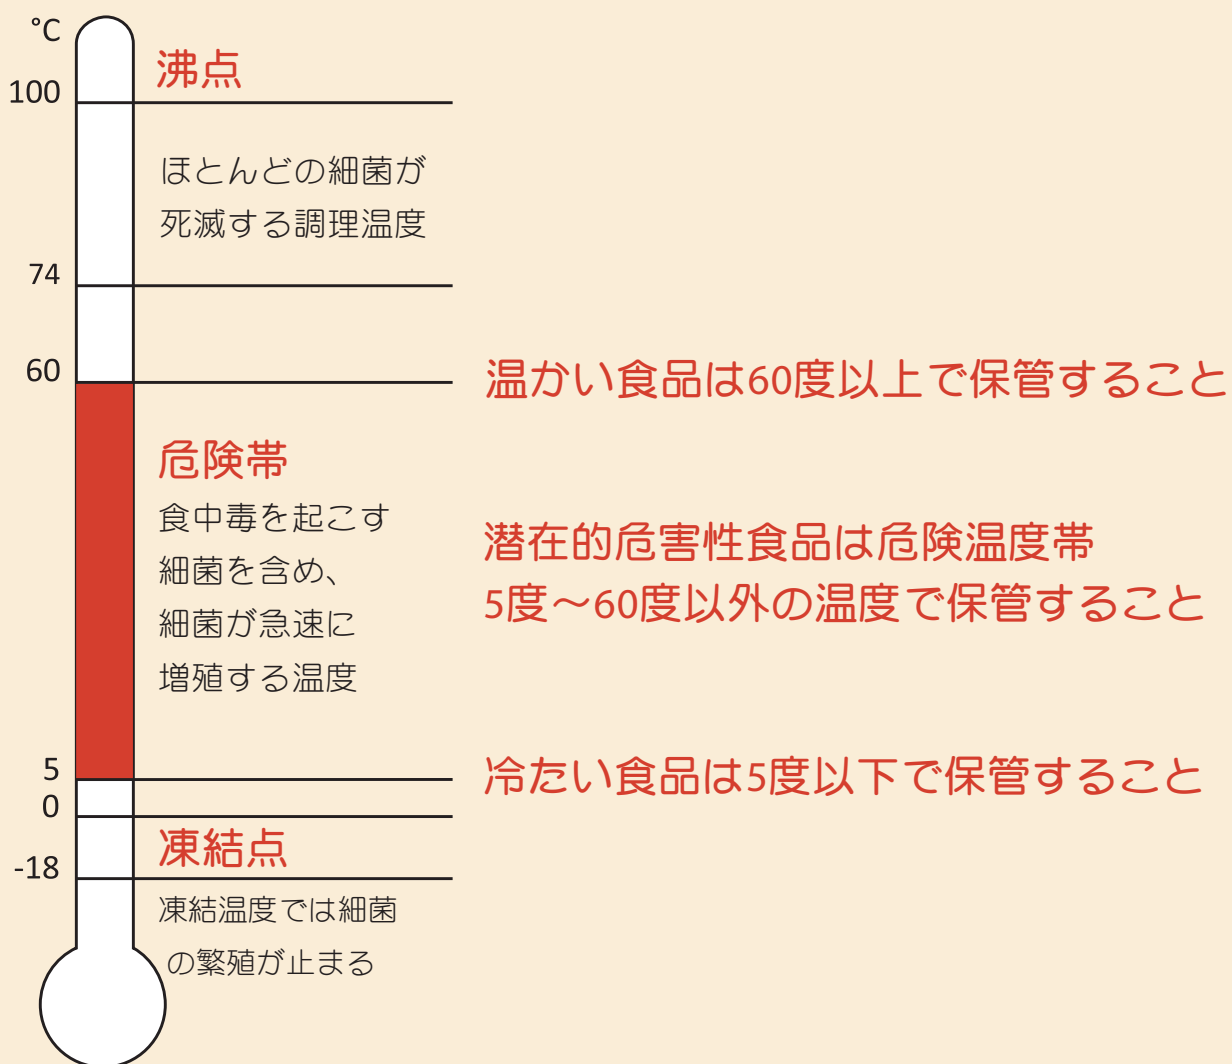 °C
沸点
100
ほとんどの細菌が
死滅する調理温度
74
60
温かい食品は60度以上で保管すること
危険帯
食中毒を起こす
細菌を含め、
細菌が急速に
増殖する温度
潜在的危害性食品は危険温度帯
5度～60度以外の温度で保管すること
5
冷たい食品は5度以下で保管すること
0
凍結点
-18
凍結温度では細菌
の繁殖が止まる